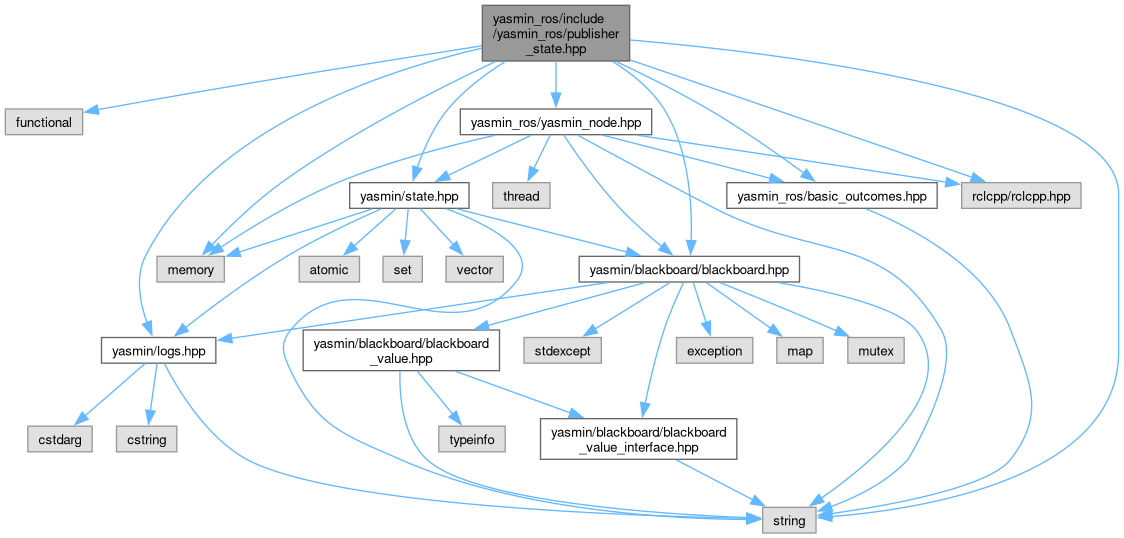 yasmin_ros/include
/yasmin_ros/publisher
_state.hpp
functional
yasmin_ros/yasmin_node.hpp
yasmin/state.hpp
thread
yasmin_ros/basic_outcomes.hpp
rclcpp/rclcpp.hpp
memory
atomic
set
vector
yasmin/blackboard/blackboard.hpp
yasmin/logs.hpp
yasmin/blackboard/blackboard
_value.hpp
stdexcept
exception
map
mutex
cstdarg
cstring
typeinfo
yasmin/blackboard/blackboard
_value_interface.hpp
string